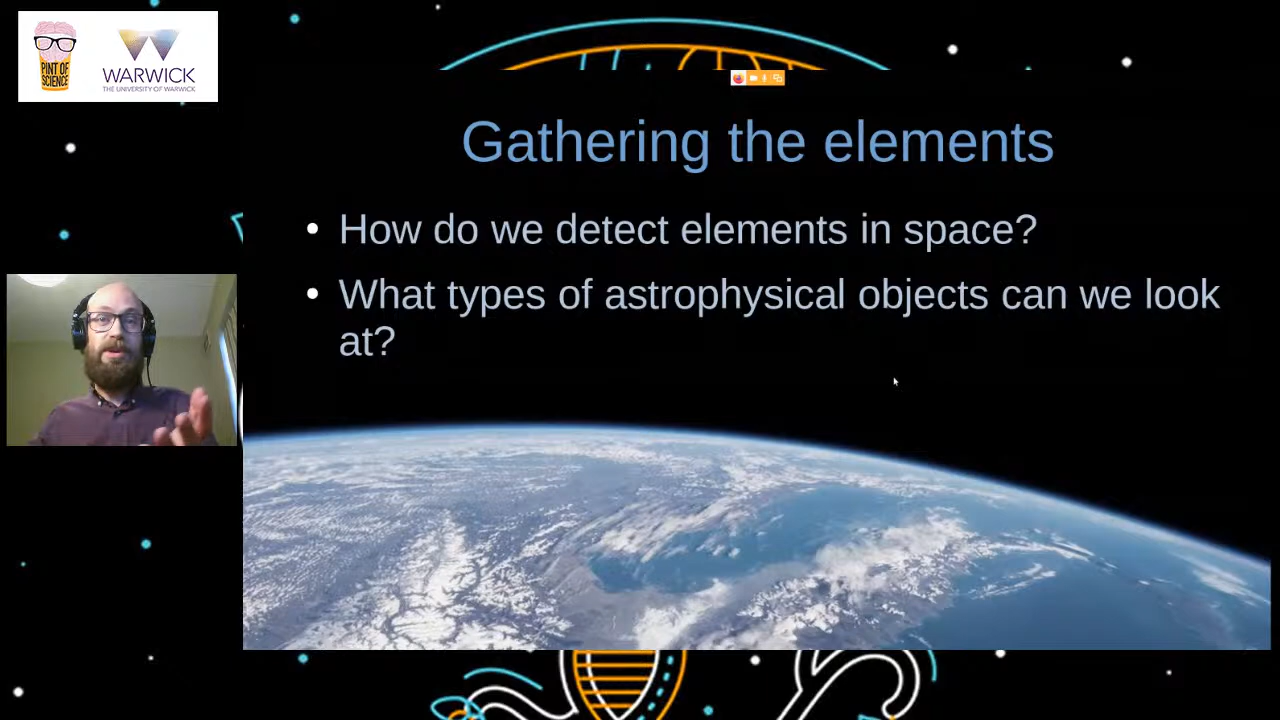 PINT OF
SCIENCE
WARWICK
THE UNIVERSITY OF WARWICK
Gathering the elements
• How do we detect elements in space?
• What types of astrophysical objects can we look
at?